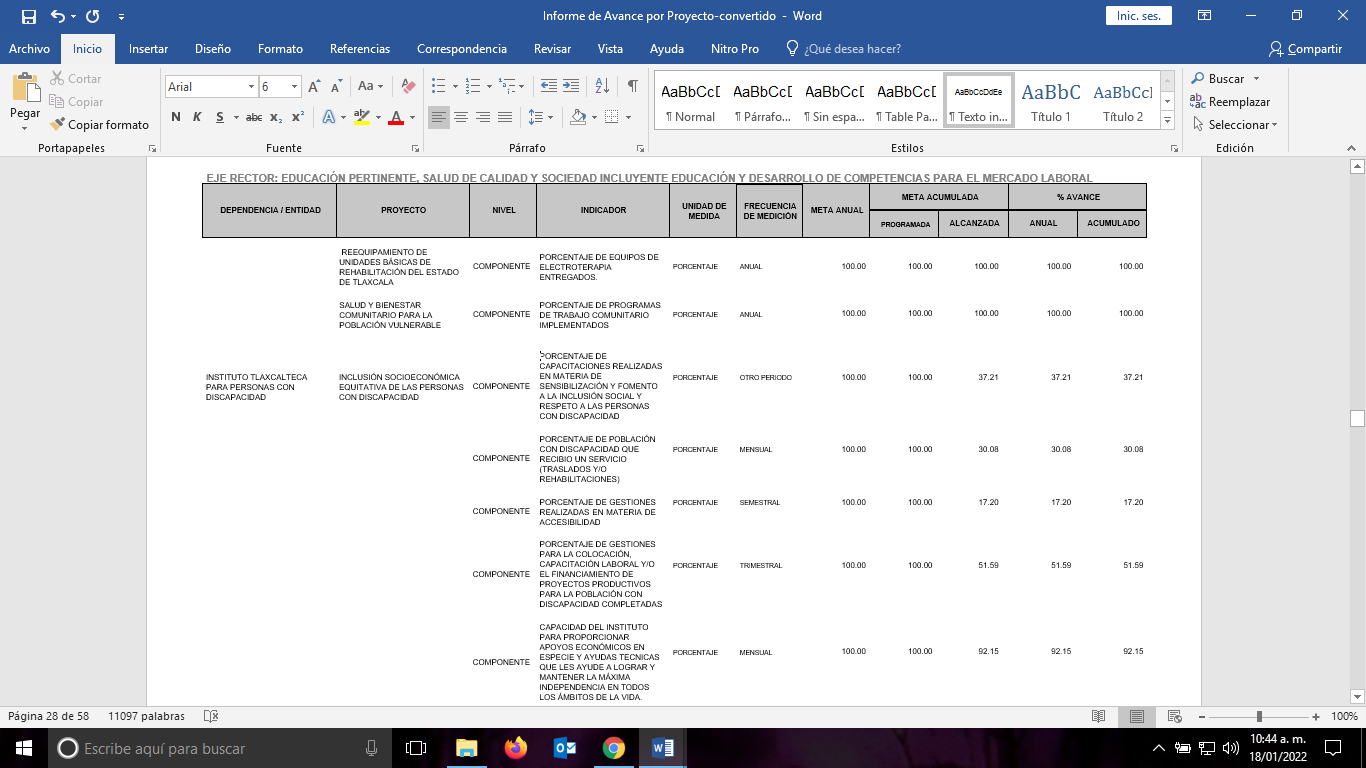 Informe de Avance por Proyecto-convertido - Word
Inic. ses.
Archivo Inicio Insertar Diseño Formato Referencias Correspondencia Revisar Vista Ayuda Nitro Pro ¿Qué desea hacer? Compartir
Pegar
Cortar
Copiar
Copiar formato
Portapapeles
Arial 6
N K S abc x₂ x²
Fuente
Párrafo
AaBbCcI AaBbCcI AaBbCcI AaBbCcI AaBbCcDdEe AaBbC AaBbCcI
¶ Normal ¶ Párrafo... ¶ Sin espa... ¶ Table Pa... ¶ Texto in... Título 1 Título 2
Estilos
Buscar
Reemplazar
Seleccionar
Edición
EJE RECTOR: EDUCACIÓN PERTINENTE, SALUD DE CALIDAD Y SOCIEDAD INCLUYENTE EDUCACIÓN Y DESARROLLO DE COMPETENCIAS PARA EL MERCADO LABORAL
DEPENDENCIA / ENTIDAD PROYECTO NIVEL INDICADOR UNIDAD DE MEDIDA FRECUENCIA DE MEDICIÓN META ANUAL META ACUMULADA % AVANCE
PROGRAMADA ALCANZADA ANUAL ACUMULADO
REEQUIPAMIENTO DE
UNIDADES BÁSICAS DE
REHABILITACIÓN DEL ESTADO
DE TLAXCALA
COMPONENTE
PORCENTAJE DE EQUIPOS DE
ELECTROTERAPIA
ENTREGADOS.
PORCENTAJE ANUAL 100.00 100.00 100.00 100.00 100.00
SALUD Y BIENESTAR
COMUNITARIO PARA LA
POBLACIÓN VULNERABLE
COMPONENTE
PORCENTAJE DE PROGRAMAS
DE TRABAJO COMUNITARIO
IMPLEMENTADOS
PORCENTAJE ANUAL 100.00 100.00 100.00 100.00 100.00
INSTITUTO TLAXCALTECA
PARA PERSONAS CON
DISCAPACIDAD
INCLUSIÓN SOCIOECONÓMICA
EQUITATIVA DE LAS PERSONAS
CON DISCAPACIDAD
COMPONENTE
PORCENTAJE DE
CAPACITACIONES REALIZADAS
EN MATERIA DE
SENSIBILIZACIÓN Y FOMENTO
A LA INCLUSIÓN SOCIAL Y
RESPETO A LAS PERSONAS
CON DISCAPACIDAD
PORCENTAJE OTRO PERIODO 100.00 100.00 37.21 37.21 37.21
COMPONENTE
PORCENTAJE DE POBLACIÓN
CON DISCAPACIDAD QUE
RECIBIO UN SERVICIO
(TRASLADOS Y/O
REHABILITACIONES)
PORCENTAJE MENSUAL 100.00 100.00 30.08 30.08 30.08
COMPONENTE
PORCENTAJE DE GESTIONES
REALIZADAS EN MATERIA DE
ACCESIBILIDAD
PORCENTAJE SEMESTRAL 100.00 100.00 17.20 17.20 17.20
COMPONENTE
PORCENTAJE DE GESTIONES
PARA LA COLOCACIÓN,
CAPACITACIÓN LABORAL Y/O
EL FINANCIAMIENTO DE
PROYECTOS PRODUCTIVOS
PARA LA POBLACIÓN CON
DISCAPACIDAD COMPLETADAS
PORCENTAJE TRIMESTRAL 100.00 100.00 51.59 51.59 51.59
COMPONENTE
CAPACIDAD DEL INSTITUTO
PARA PROPORCIONAR
APOYOS ECONÓMICOS EN
ESPECIE Y AYUDAS TECNICAS
QUE LES AYUDE A LOGRAR Y
MANTENER LA MÁXIMA
INDEPENDENCIA EN TODOS
LOS ÁMBITOS DE LA VIDA.
PORCENTAJE MENSUAL 100.00 100.00 92.15 92.15 92.15
Página 28 de 58 11097 palabras 100%
Escribe aquí para buscar
10:44 a. m.
18/01/2022